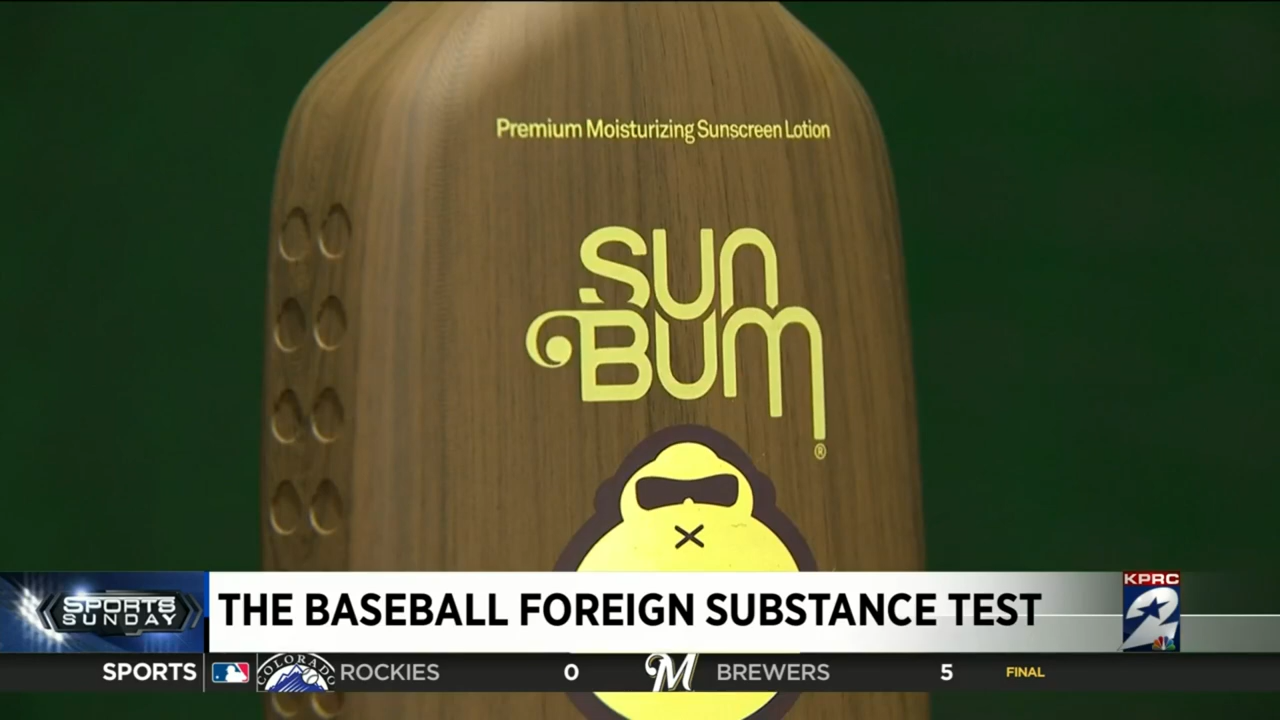 Premium Moisturizing Sunscreen Lotion
SUN
BUM
®
SPORTS
SUNDAY
THE BASEBALL FOREIGN SUBSTANCE TEST
KPRC
2
SPORTS
COLORADO
ROCKIES
0
M
BREWERS
5
FINAL